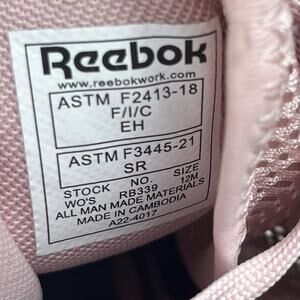 Reebok
www.reebokwork.com
ASTM F2413-18
F/I/C
EH
ASTM F3445-21
SR
STOCK NO. SIZE
WO'S RB339 12M
ALL MAN MADE MATERIALS
MADE IN CAMBODIA
A22-4017